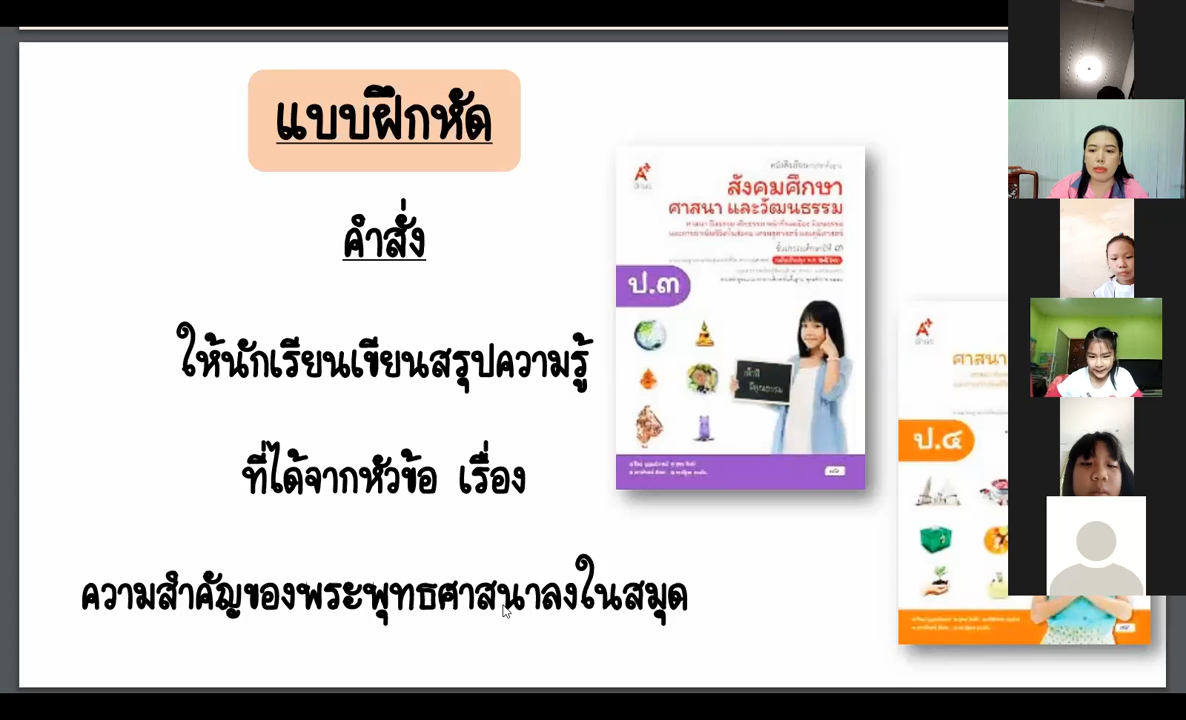 แบบฝึกหัด
คำสั่ง
ให้นักเรียนเขียนสรุปความรู้
ที่ได้จากหัวข้อ เรื่อง
ความสำคัญของพระพุทธศาสนาลงในสมุด
สังคมศึกษา
ศาสนา และวัฒนธรรม
ป.๓
ศาสนา
ป.๔